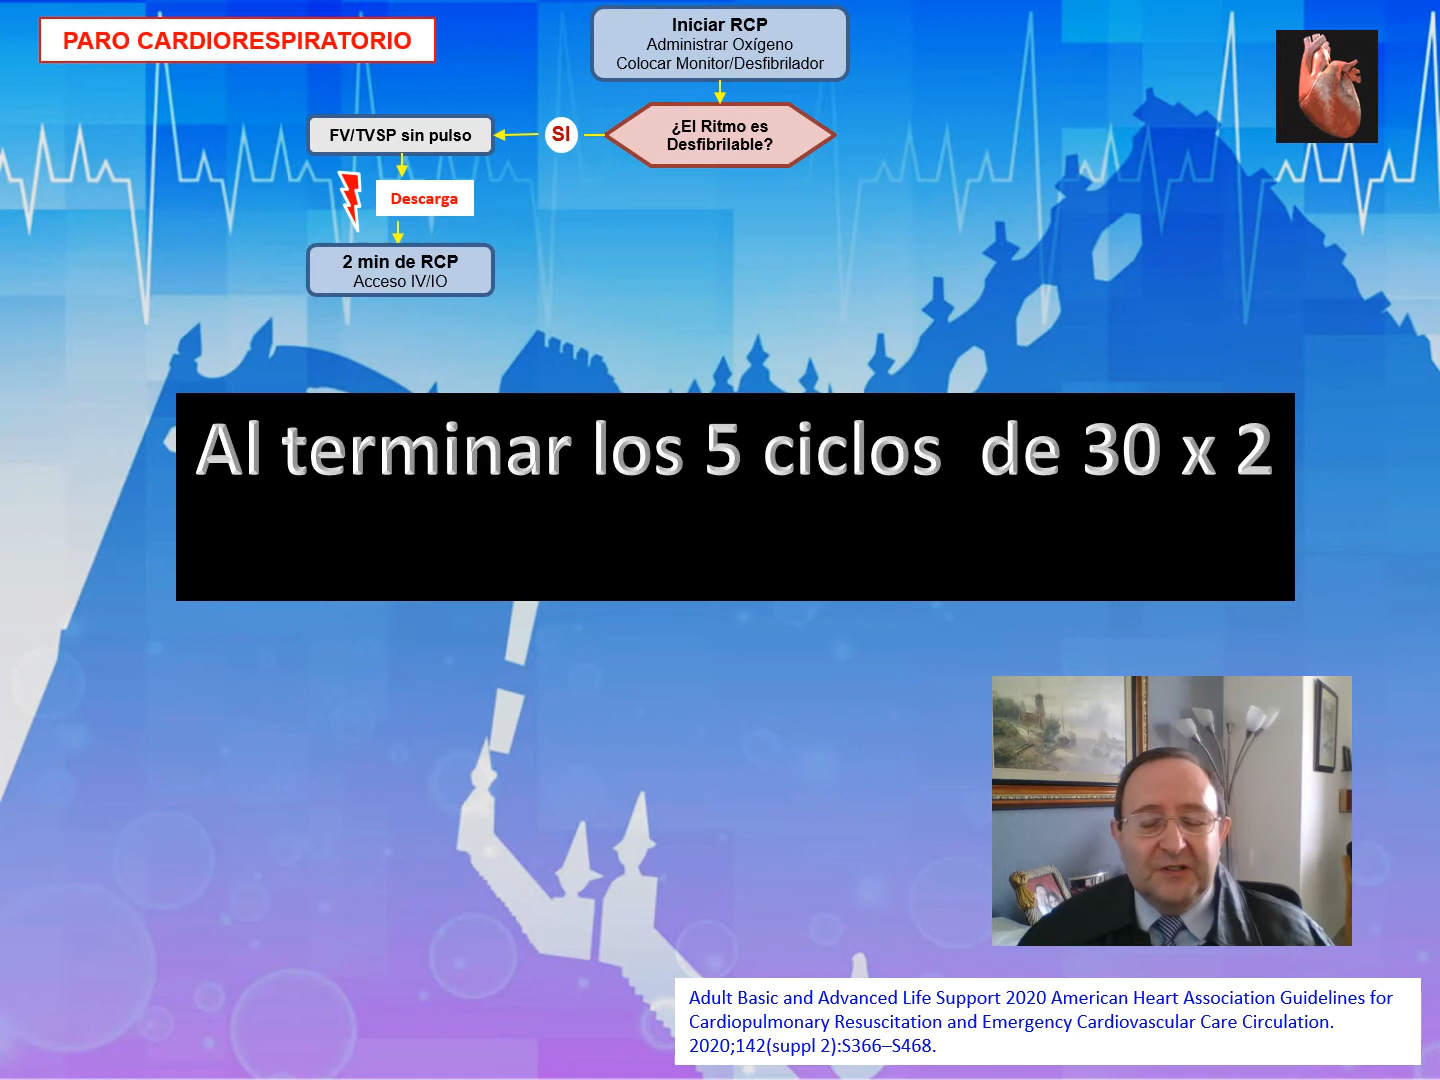 PARO CARDIORESPIRATORIO
Iniciar RCP
Administrar Oxígeno
Colocar Monitor/Desfibrilador
¿El Ritmo es
Desfibrilable?
SI
FV/TVSP sin pulso
Descarga
2 min de RCP
Acceso IV/IO
Al terminar los 5 ciclos de 30 x 2
Adult Basic and Advanced Life Support 2020 American Heart Association Guidelines for
Cardiopulmonary Resuscitation and Emergency Cardiovascular Care Circulation.
2020;142(suppl 2):S366–S468.